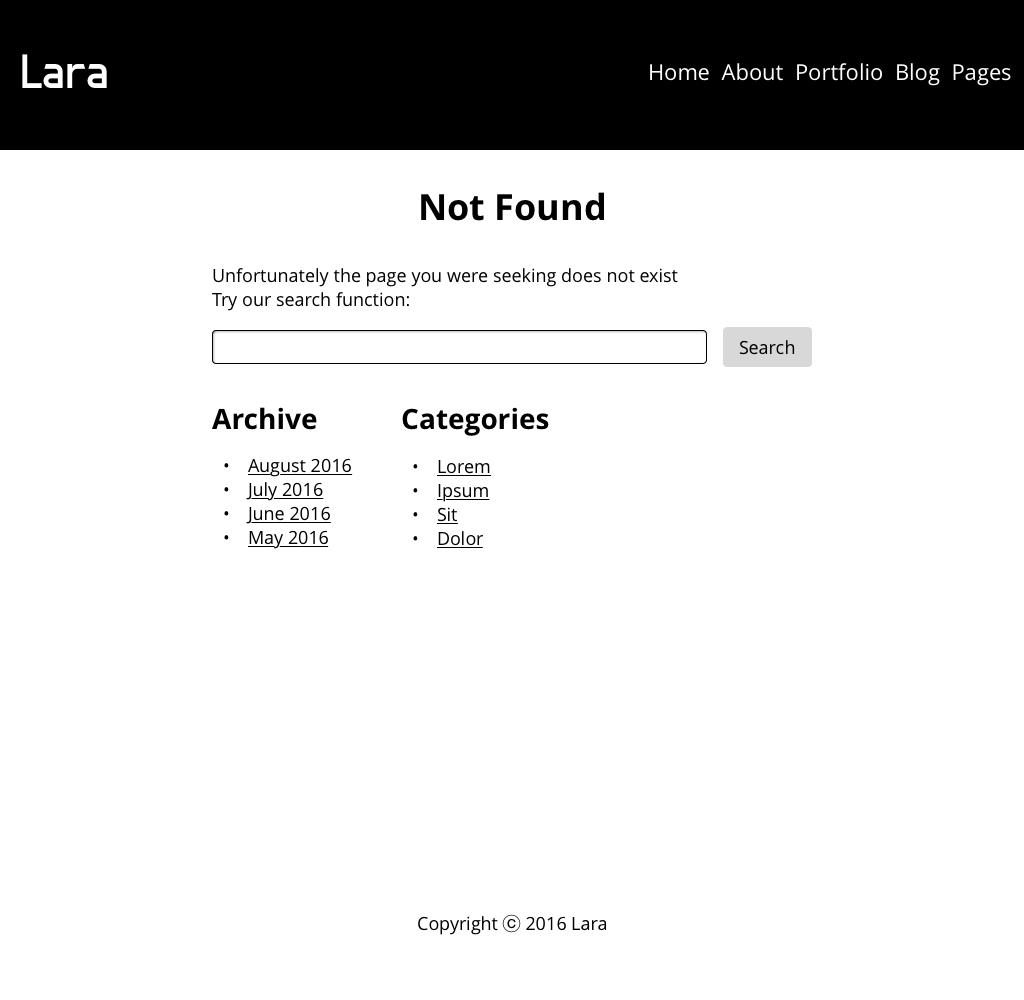 Lara
Home About Portfolio Blog Pages
Not Found
Unfortunately the page you were seeking does not exist
Try our search function:
Search
Archive
• August 2016
• July 2016
• June 2016
• May 2016
Categories
• Lorem
• Ipsum
• Sit
• Dolor
Copyright ⓒ 2016 Lara